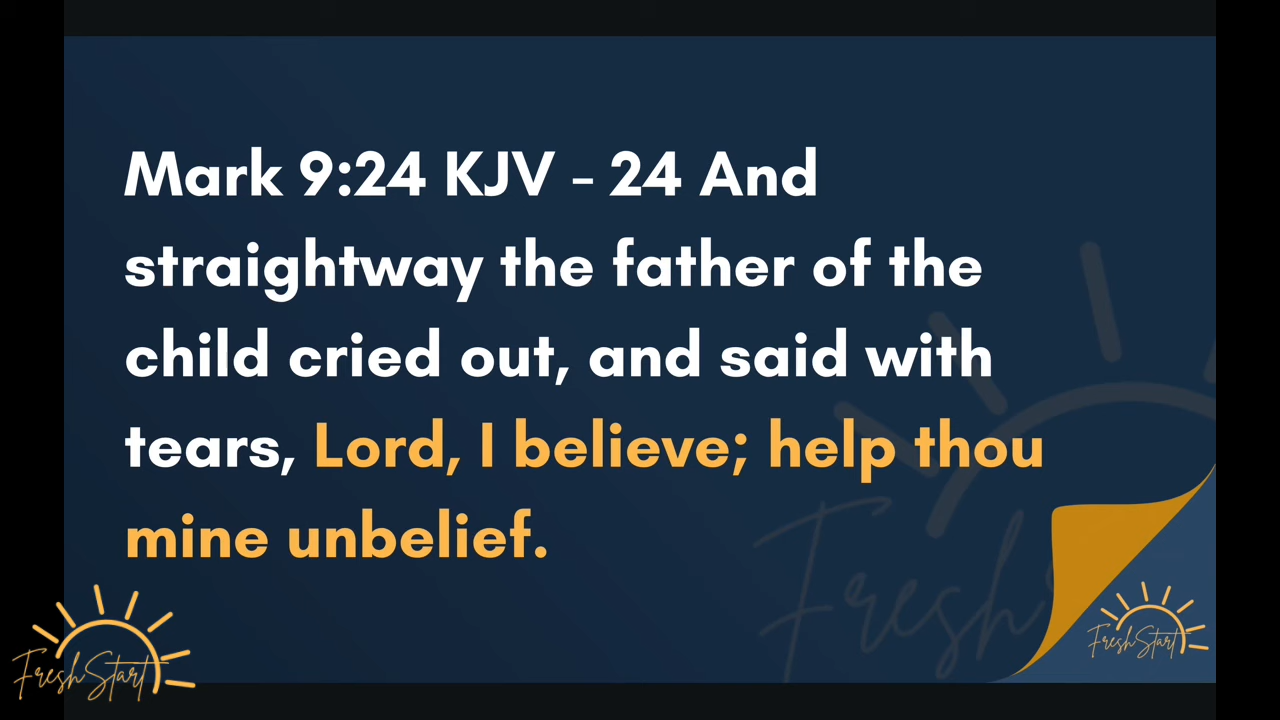 Mark 9:24 KJV - 24 And
straightway the father of the
child cried out, and said with
tears, Lord, I believe; help thou
mine unbelief.
Fresh
FreshStart
FreshStart